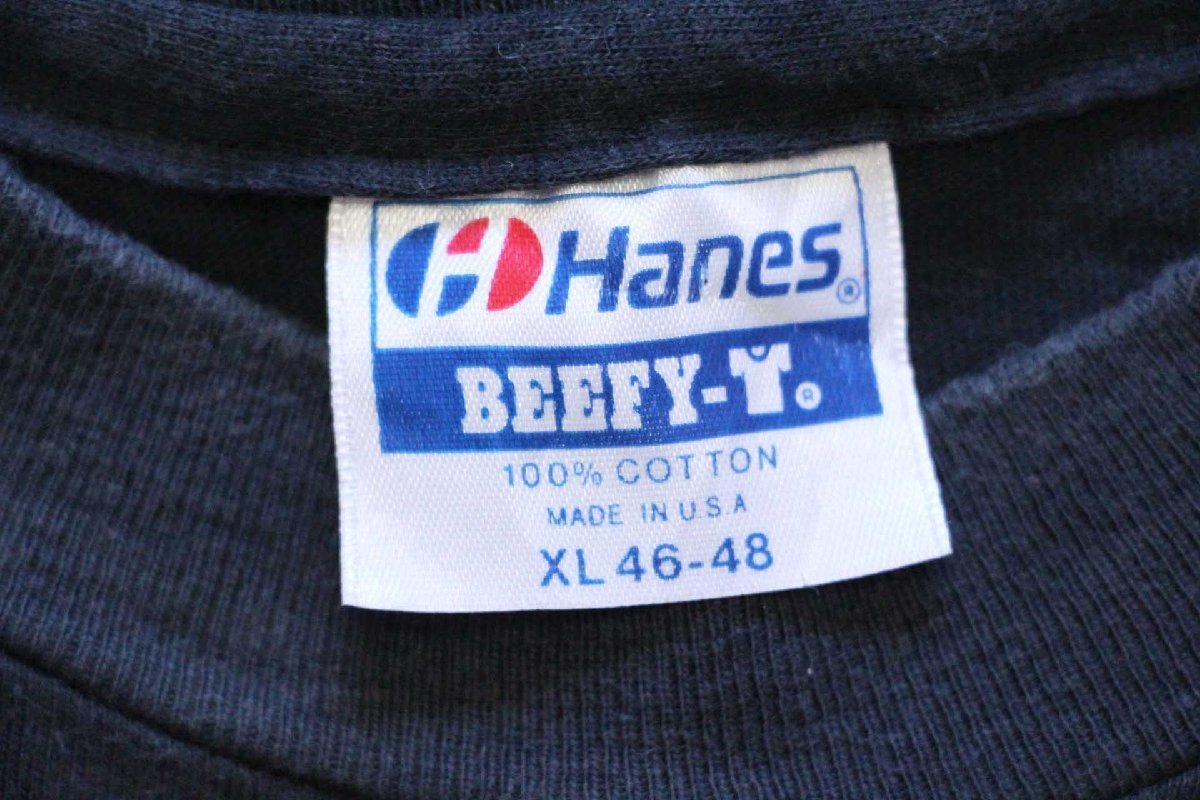 Hanes®
BEEFY-T®
100% COTTON
MADE IN U.S.A
XL 46-48